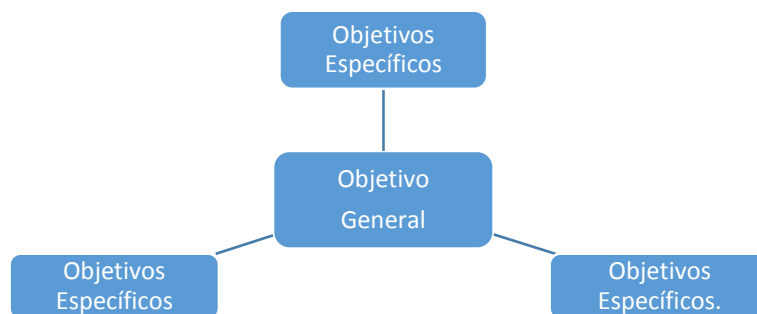 Objetivos
Específicos
Objetivo
General
Objetivos
Específicos
Objetivos
Específicos.